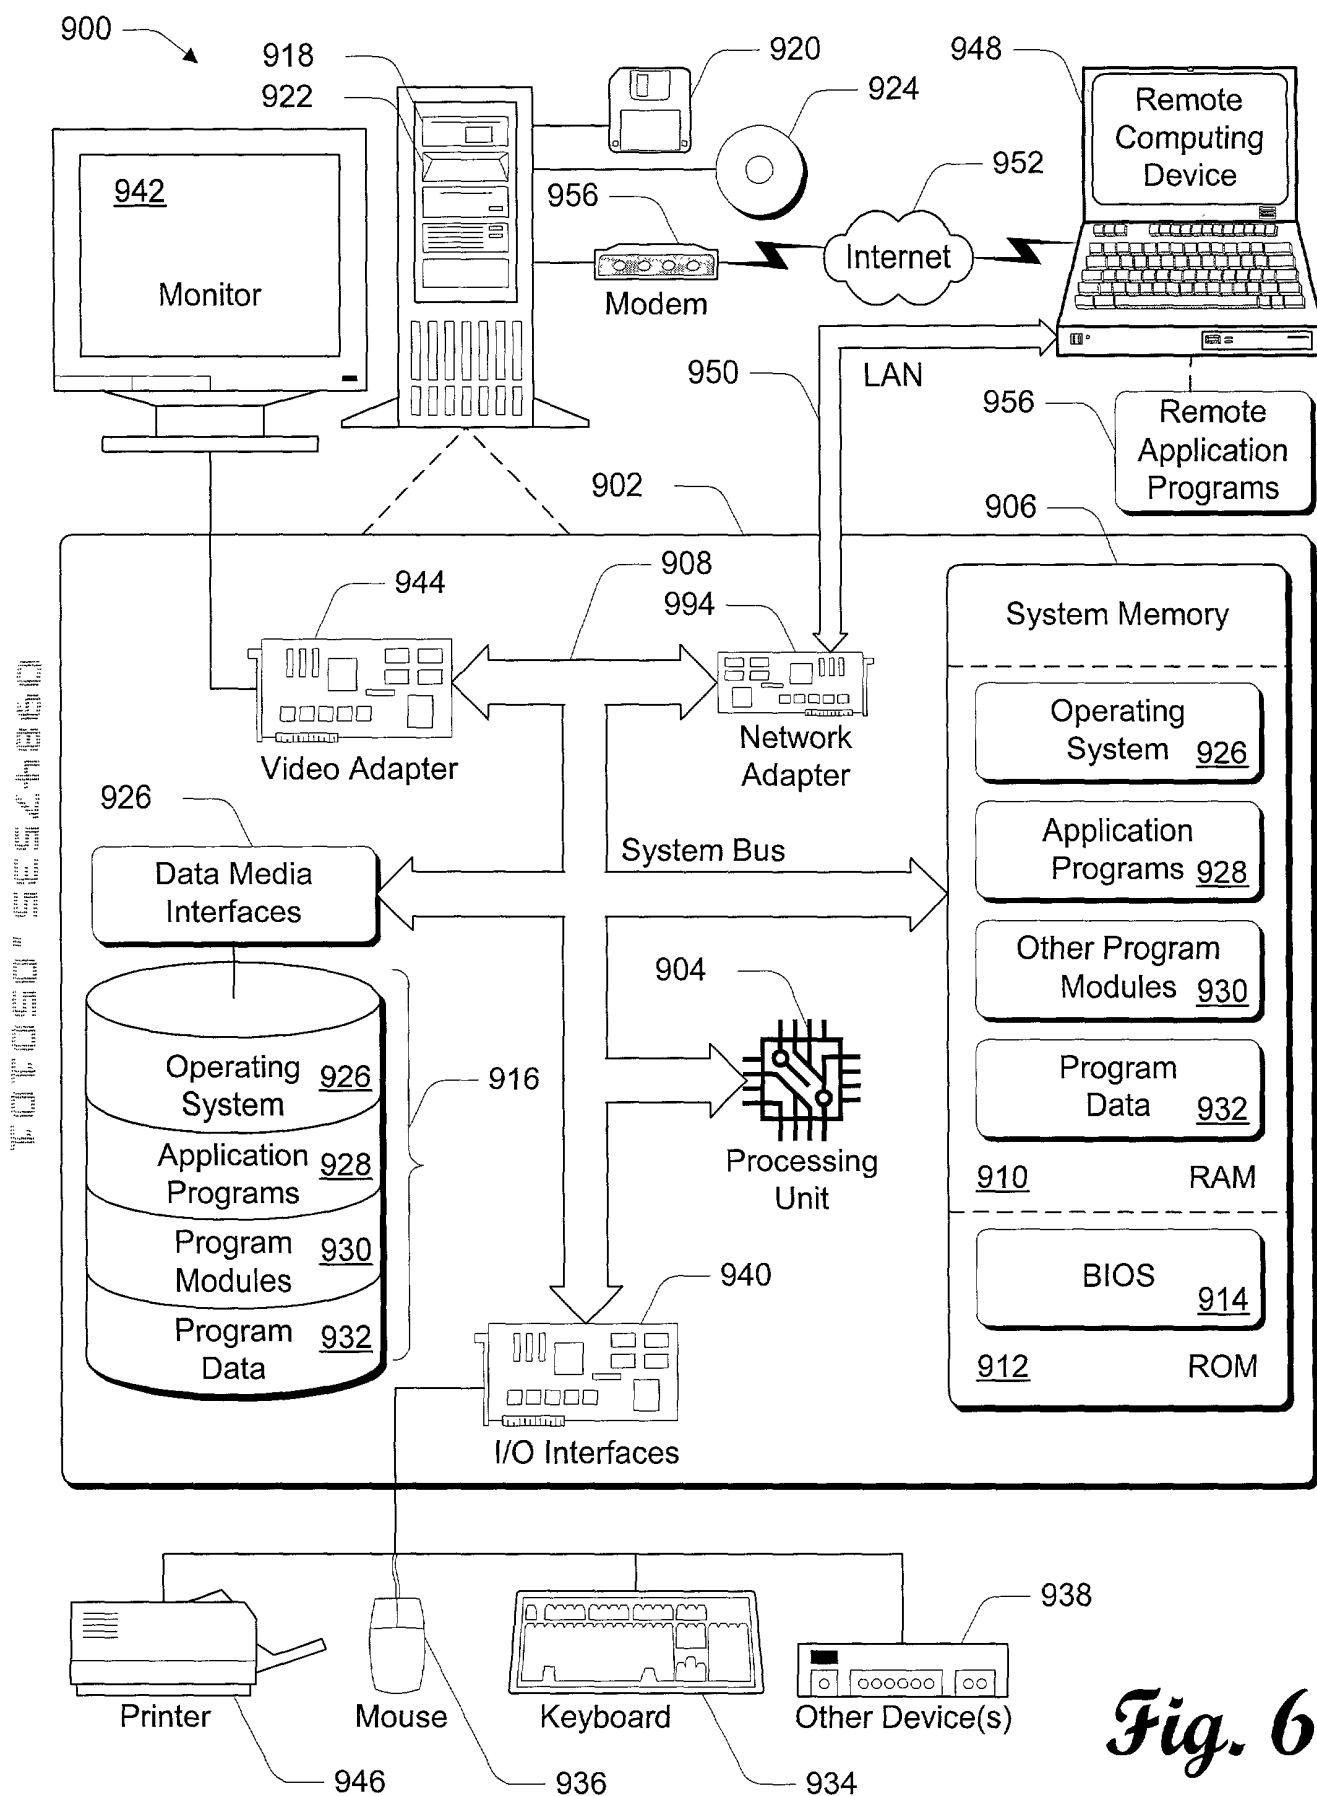 900
918
922
920
924
948
Remote
Computing
Device
942
Monitor
956
Modem
952
Internet
950
LAN
956
Remote
Application
Programs
902
906
908
944
994
System Memory
Video Adapter
Network
Adapter
Operating
System 926
926
Data Media
Interfaces
System Bus
Application
Programs 928
Other Program
Modules 930
904
Processing
Unit
Program
Data 932
910 RAM
Operating
System 926
916
Application
Programs 928
Program
Modules 930
Program
Data 932
940
I/O Interfaces
BIOS
914
912 ROM
Printer
946
Mouse
936
Keyboard
934
938
Other Device(s)
Fig. 6